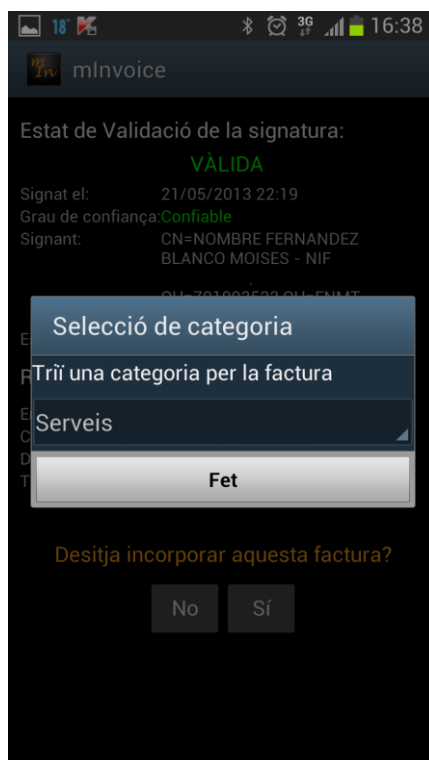 18°
3G
16:38
mInvoice
Estat de Validació de la signatura:
VÀLIDA
Signat el: 21/05/2013 22:19
Grau de confiança: Confiable
Signant: CN=NOMBRE FERNANDEZ
BLANCO MOISES - NIF
Selecció de categoria
Triï una categoria per la factura
Serveis
Fet
Desitja incorporar aquesta factura?
No
Sí